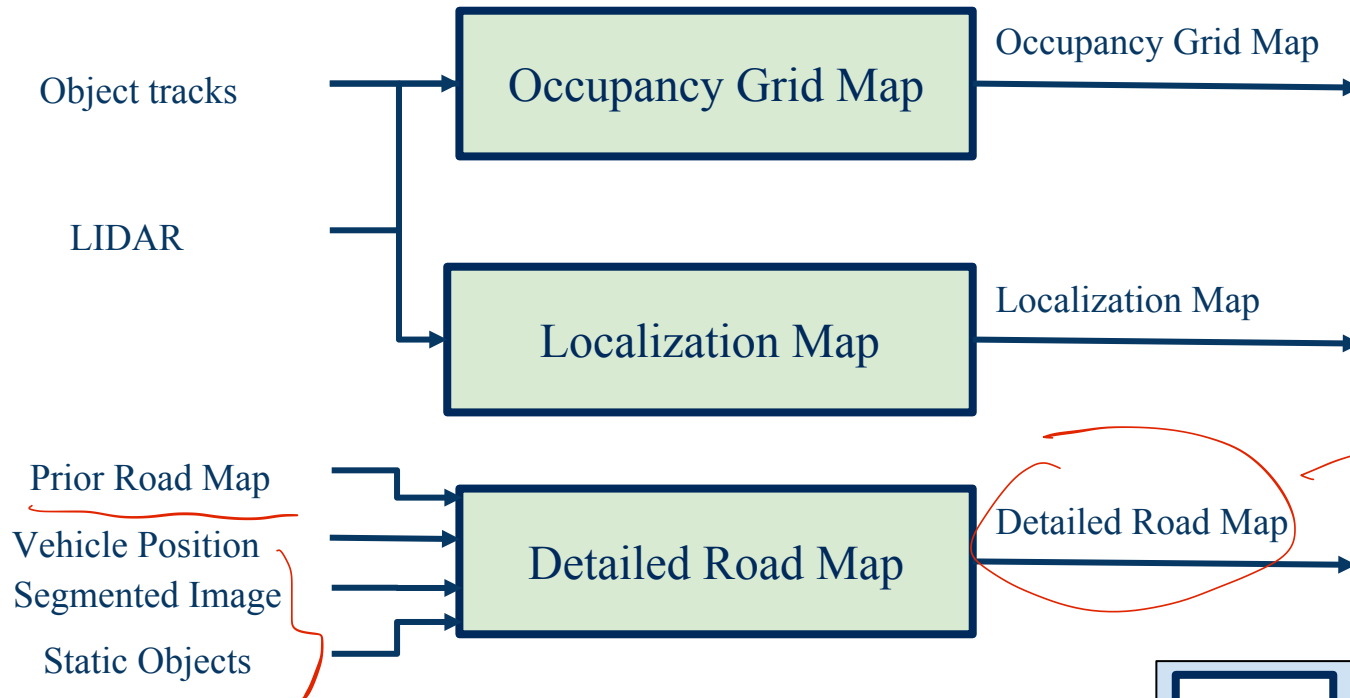 Object tracks
Occupancy Grid Map
Occupancy Grid Map
LIDAR
Localization Map
Localization Map
Prior Road Map
Vehicle Position
Segmented Image
Static Objects
Detailed Road Map
Detailed Road Map